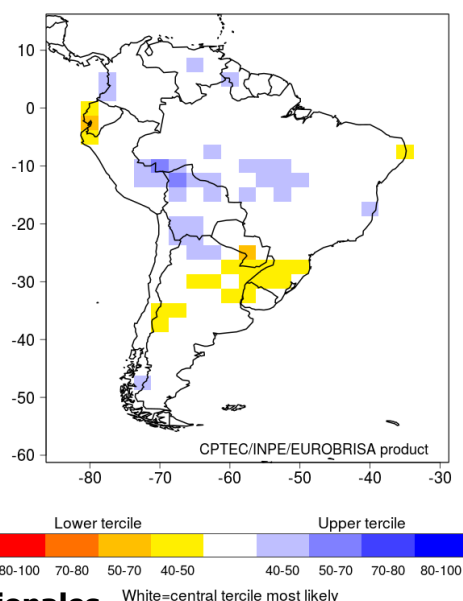 10
0
-10
-20
-30
-40
-50
-60
CPTEC/INPE/EUROBRISA product
-80 -70 -60 -50 -40 -30
Lower tercile Upper tercile
80-100 70-80 50-70 40-50 40-50 50-70 70-80 80-100
White=central tercile most likely